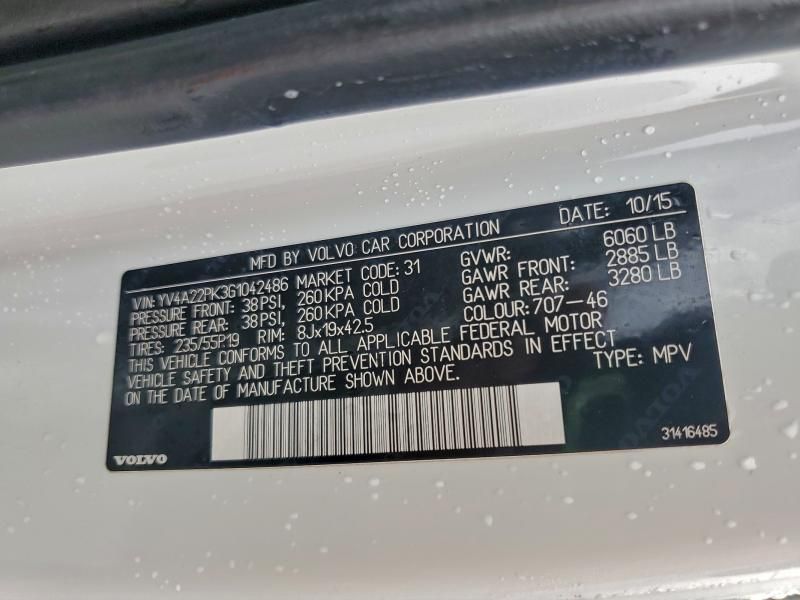 MFD BY VOLVO CAR CORPORATION DATE: 10/15
VIN: YV4A22PK3G1042486 MARKET CODE: 31 GVWR: 6060 LB
PRESSURE FRONT: 38PSI, 260KPA COLD GAWR FRONT: 2885 LB
PRESSURE REAR: 38PSI, 260KPA COLD GAWR REAR: 3280 LB
TIRES: 235/55R19 RIM: 8Jx19x42.5 COLOUR: 707-46
THIS VEHICLE CONFORMS TO ALL APPLICABLE FEDERAL MOTOR
VEHICLE SAFETY AND THEFT PREVENTION STANDARDS IN EFFECT TYPE: MPV
ON THE DATE OF MANUFACTURE SHOWN ABOVE.
31416485
VOLVO